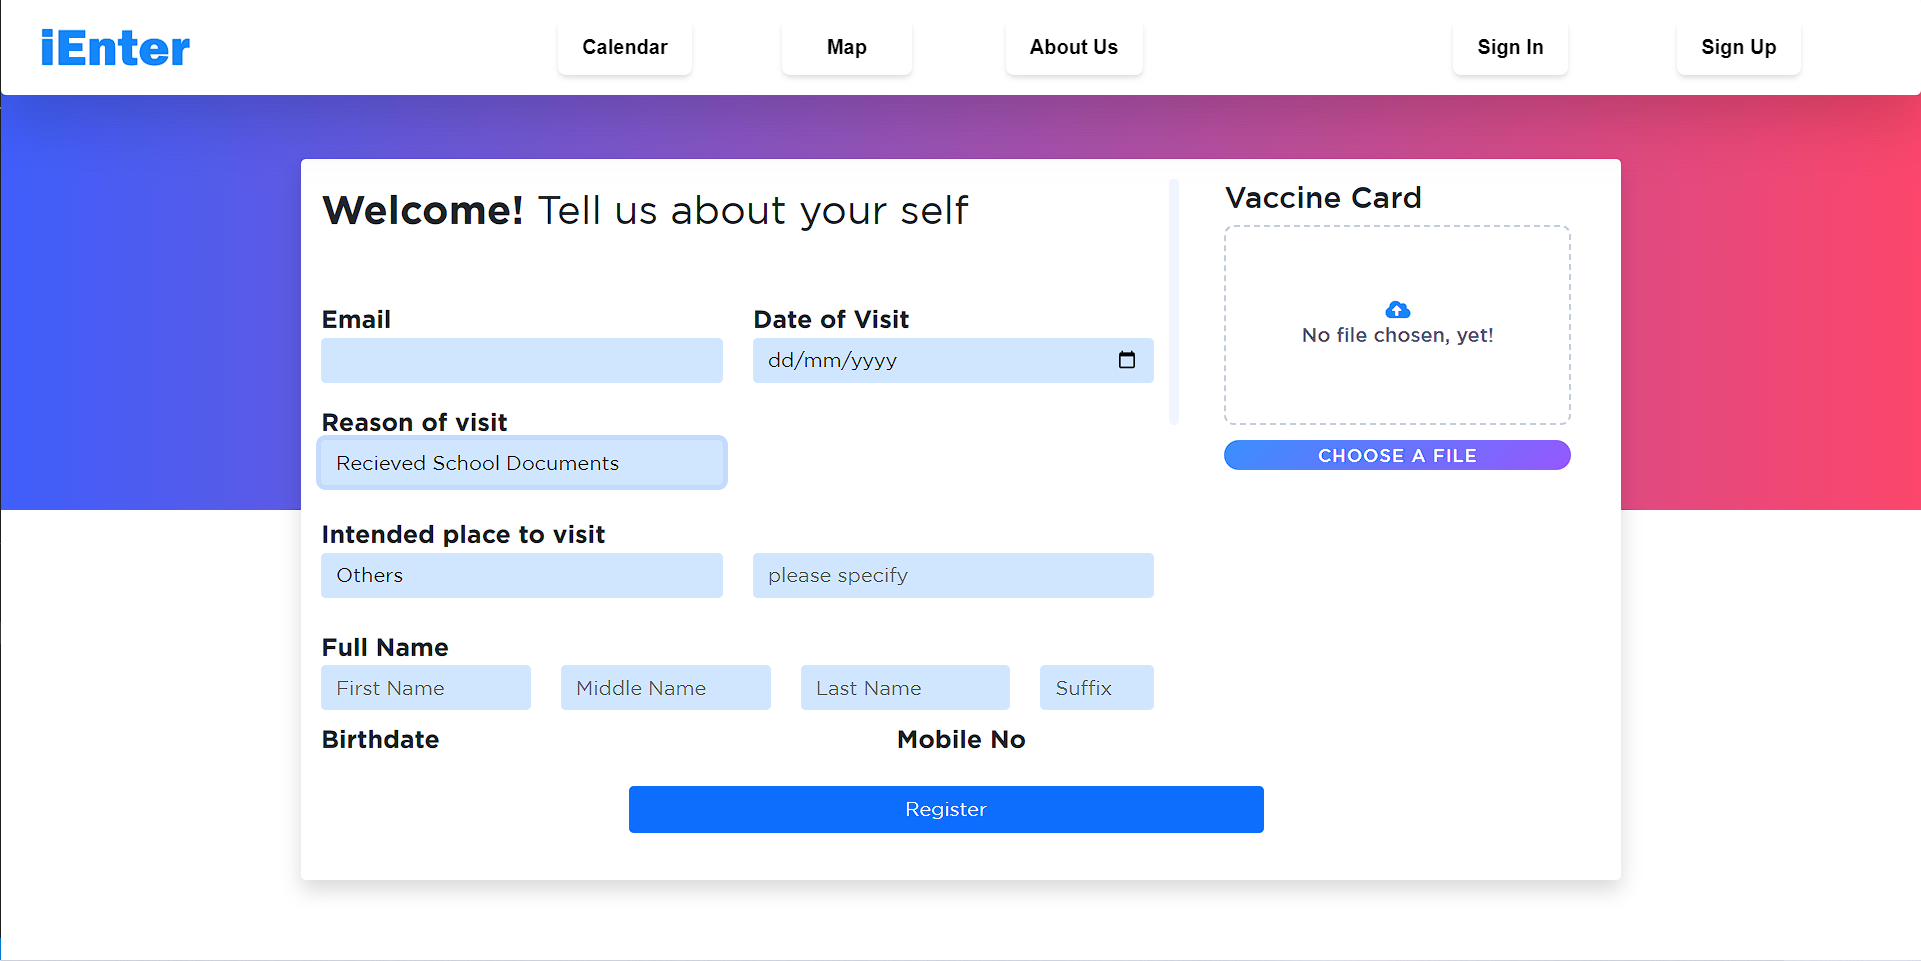 iEnter
Calendar
Map
About Us
Sign In
Sign Up
Welcome! Tell us about your self
Email
Date of Visit
dd/mm/yyyy
Reason of visit
Recieved School Documents
Intended place to visit
Others
please specify
Full Name
First Name
Middle Name
Last Name
Suffix
Birthdate
Mobile No
Register
Vaccine Card
No file chosen, yet!
CHOOSE A FILE